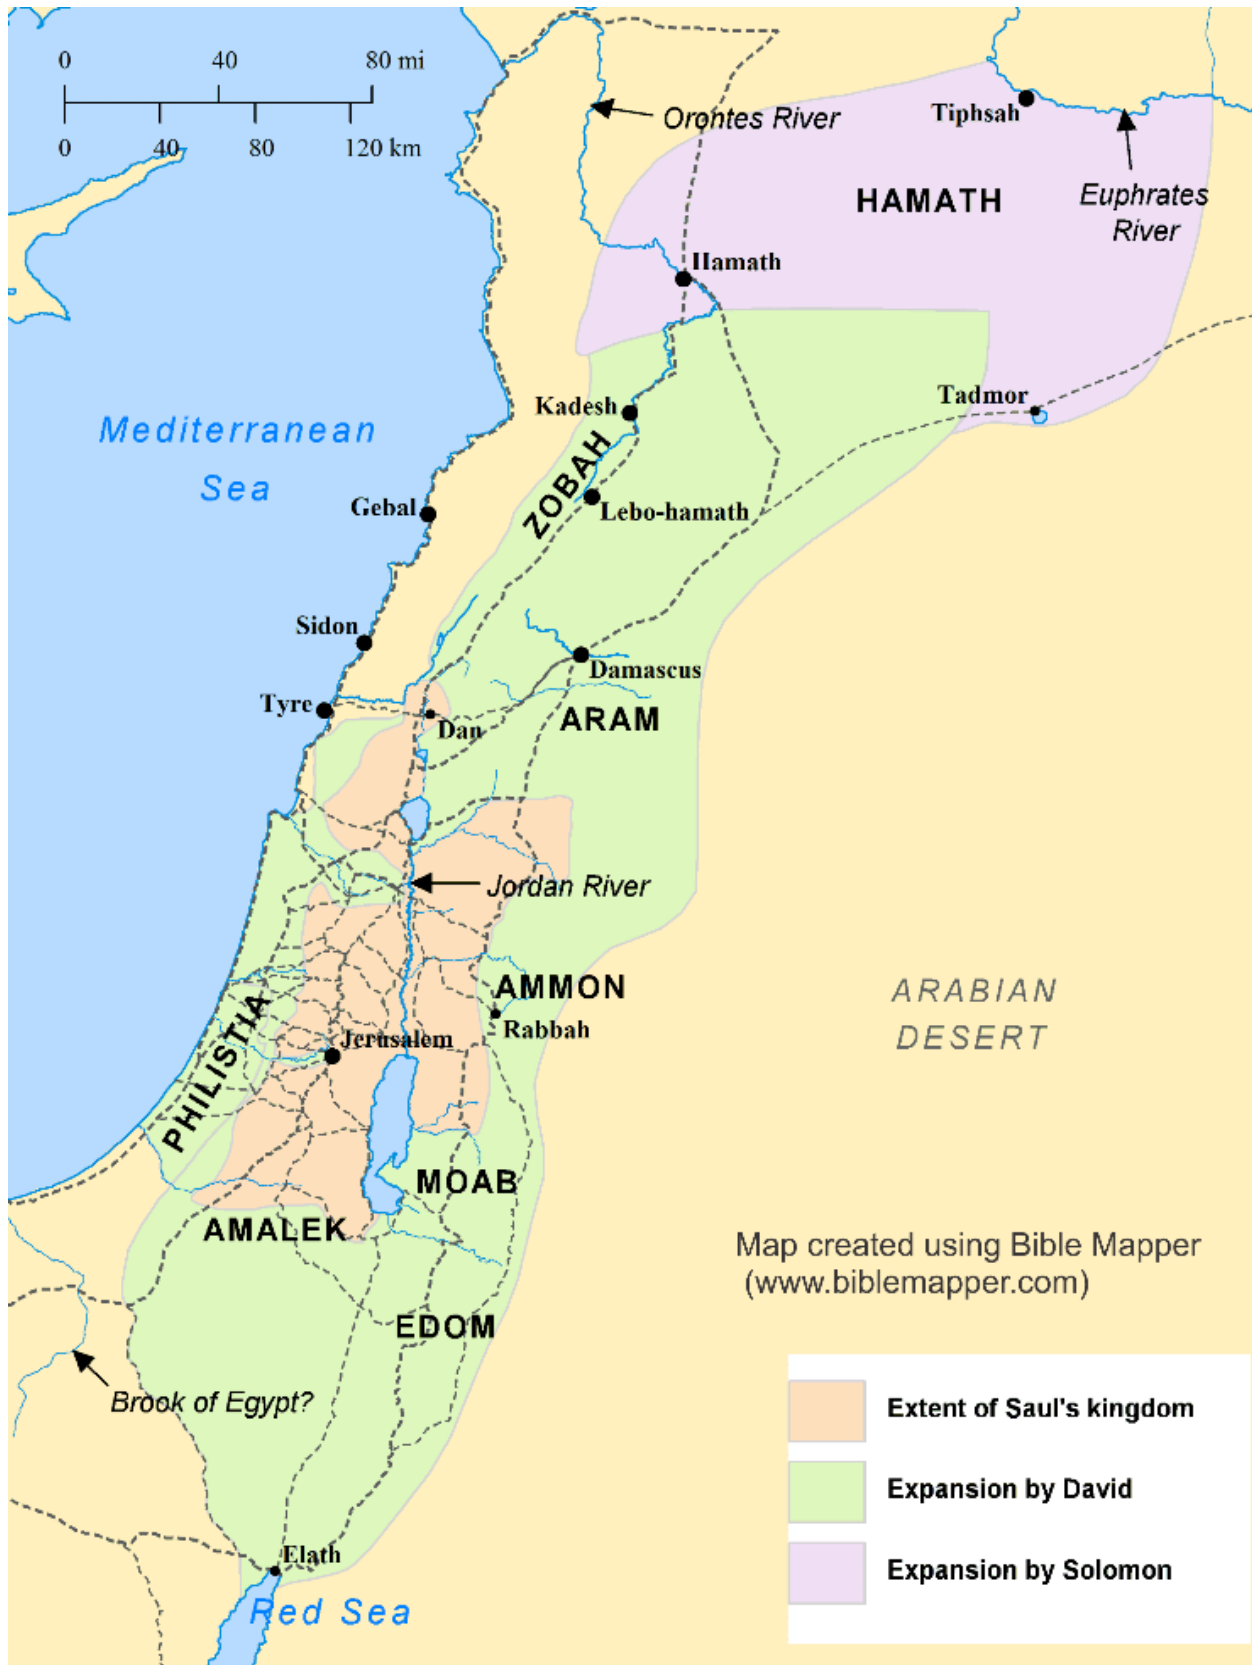 0 40 80 mi
0 40 80 120 km
Orontes River
Tiphsah
HAMATH
Euphrates
River
Hamath
Tadmor
Kadesh
Mediterranean
Sea
ZOBAH
Gebal
Lebo-hamath
Sidon
Damascus
Tyre
ARAM
Dan
Jordan River
AMMON
ARABIAN
DESERT
PHILISTIA
Rabbah
Jerusalem
MOAB
AMALEK
Map created using Bible Mapper
(www.biblemapper.com)
EDOM
Brook of Egypt?
Extent of Saul's kingdom
Expansion by David
Expansion by Solomon
Elath
Red Sea